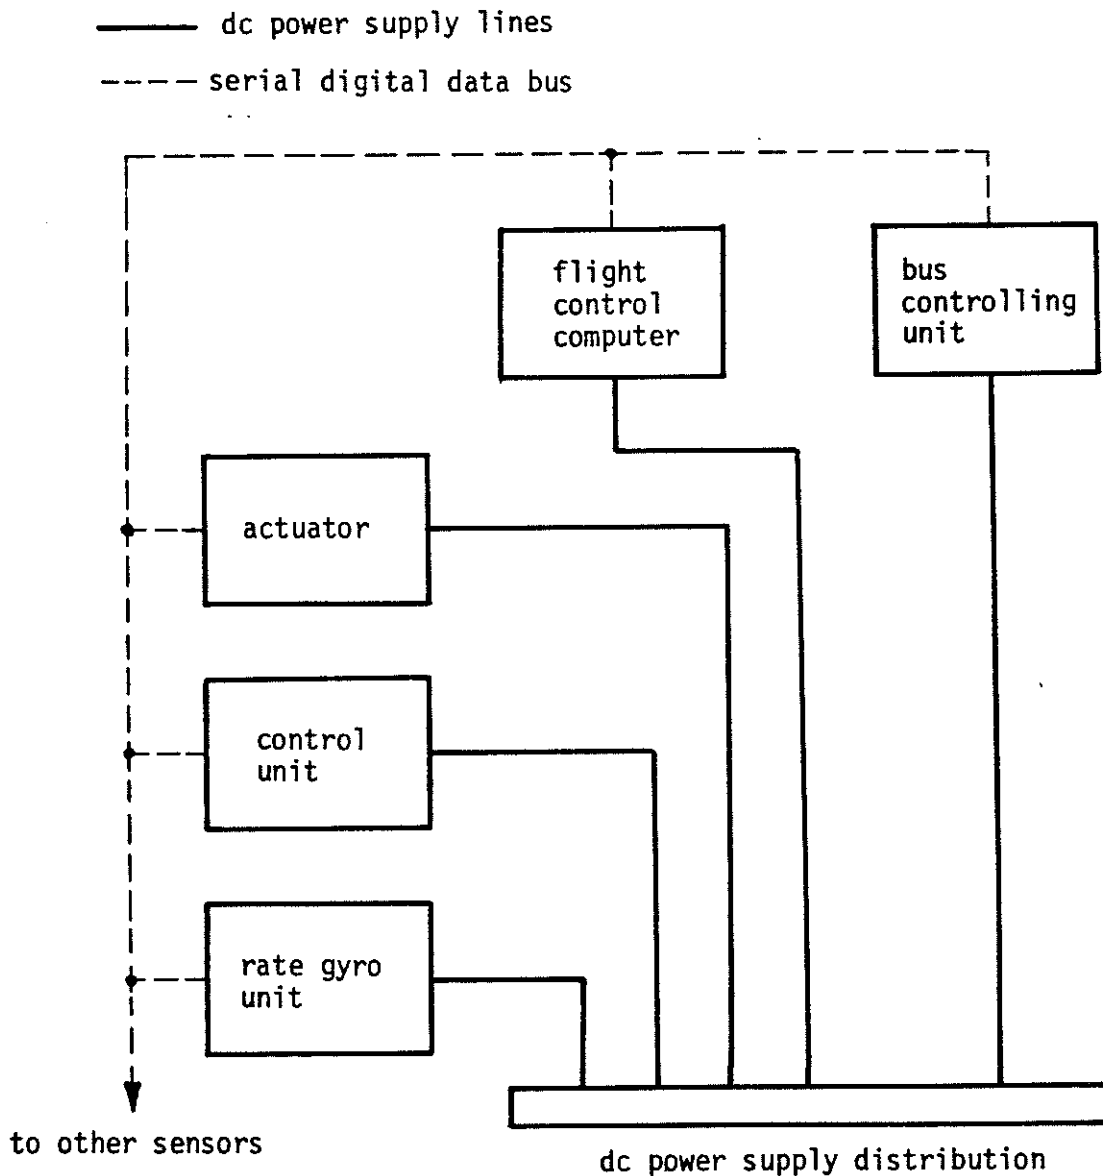 dc power supply lines
serial digital data bus
flight
control
computer
bus
controlling
unit
actuator
control
unit
rate gyro
unit
to other sensors
dc power supply distribution